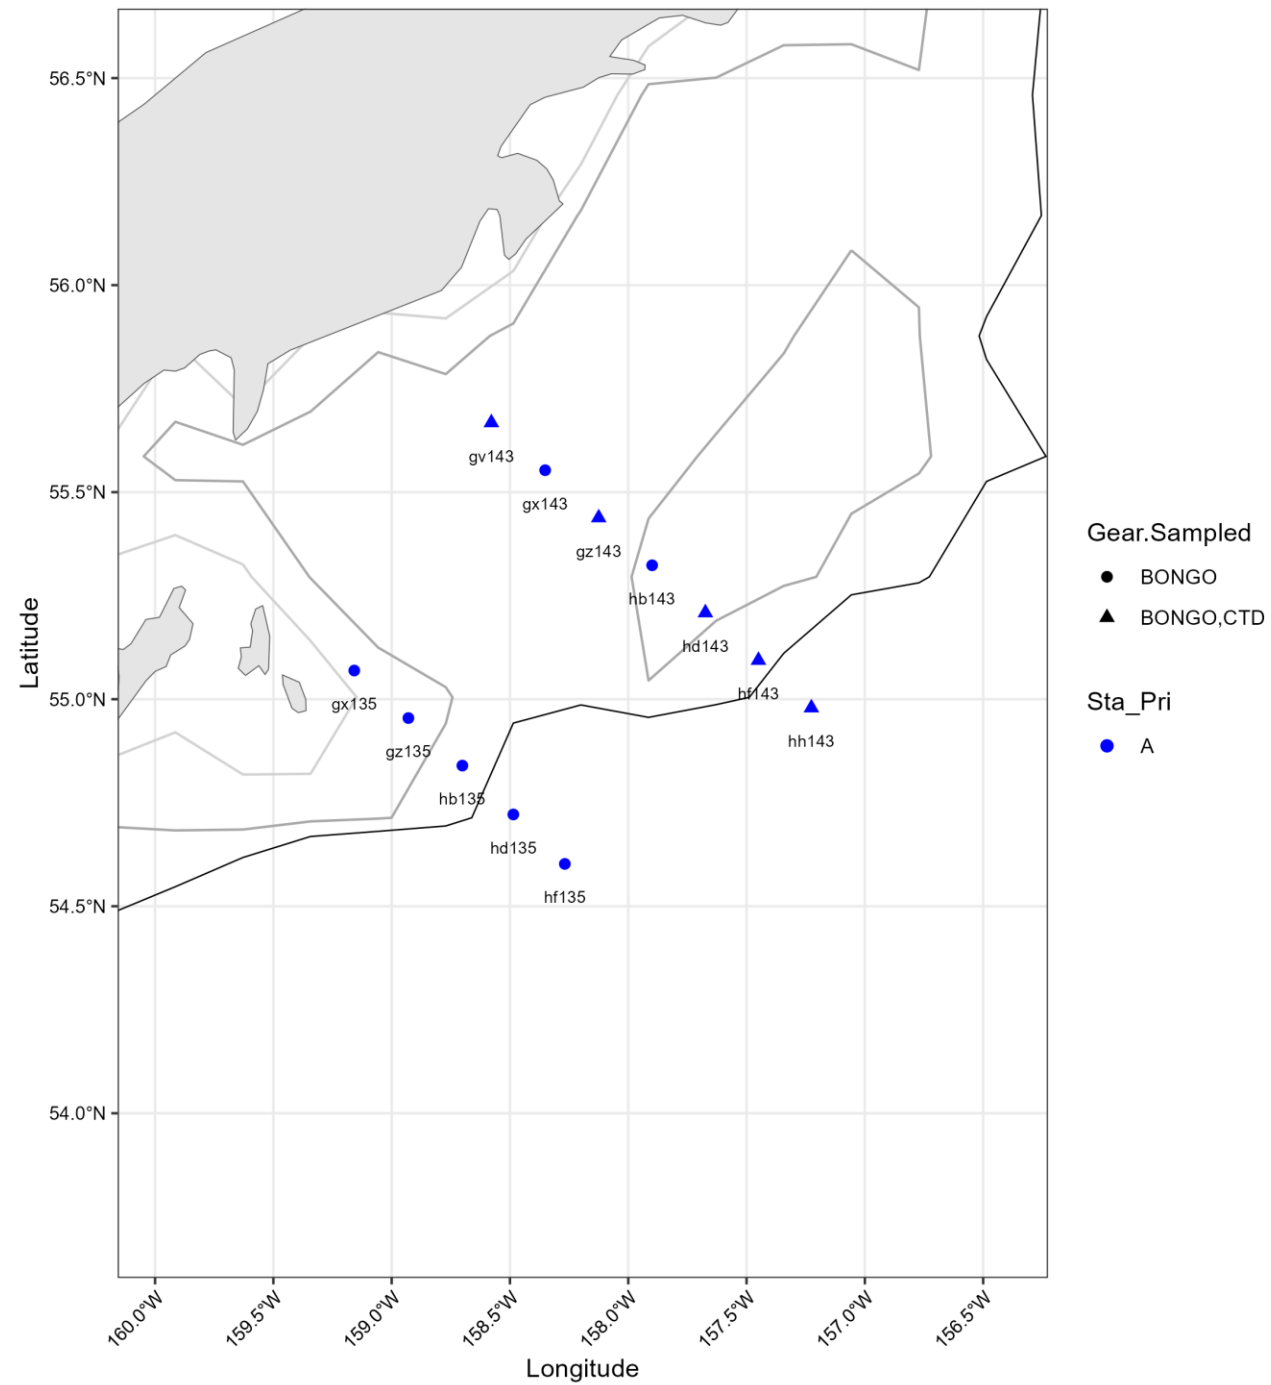 56.5°N
56.0°N
55.5°N
55.0°N
54.5°N
54.0°N
Latitude
gv143
gx143
gz143
hb143
hd143
hf143
hh143
gx135
gz135
hb135
hd135
hf135
160.0°W
159.5°W
159.0°W
158.5°W
158.0°W
157.5°W
157.0°W
156.5°W
Longitude
Gear.Sampled
BONGO
BONGO,CTD
Sta_Pri
A